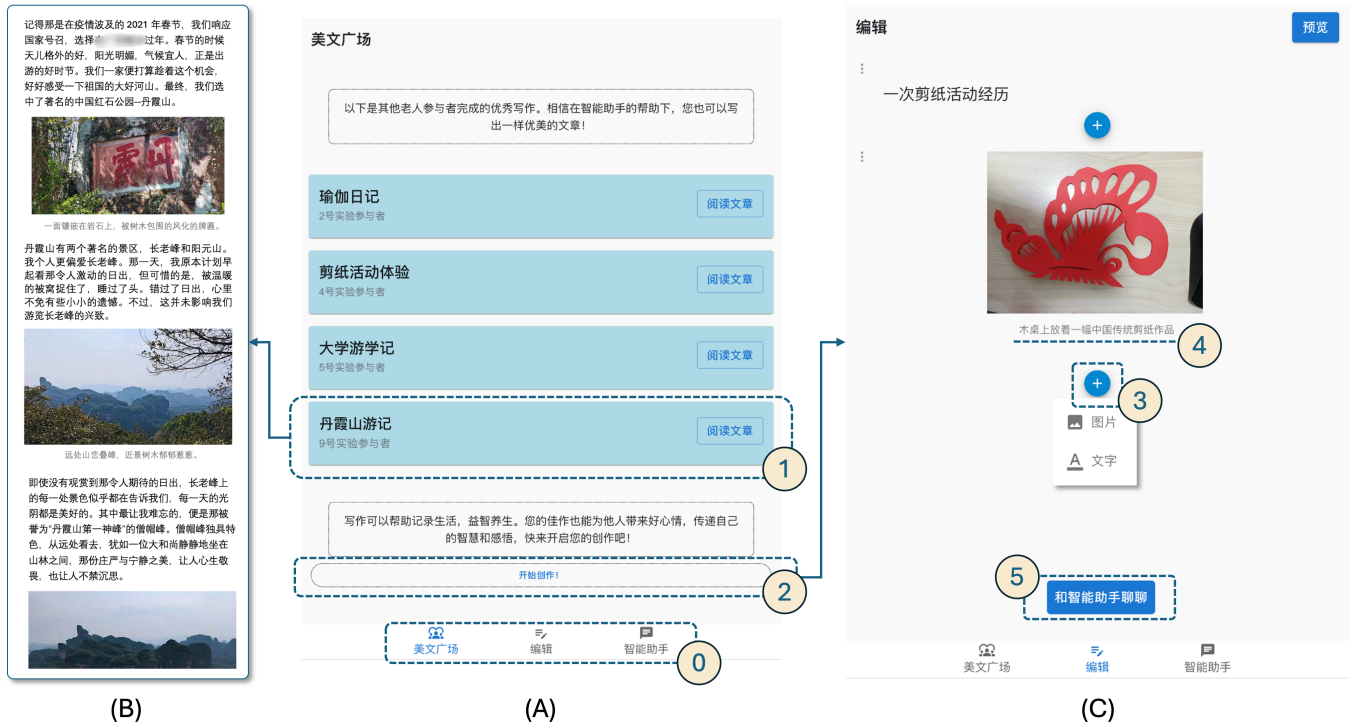 记得那是在疫情波及的 2021 年春节，我们响应
国家号召，选择 过年。春节的时候
天儿格外的好，阳光明媚，气候宜人，正是出
游的好时节。我们一家便打算趁着这个机会，
好好感受一下祖国的大好河山。最终，我们选
中了著名的中国红石公园--丹霞山。
丹霞
一面镶嵌在岩石上，被树木包围的风化的牌匾。
丹霞山有两个著名的景区，长老峰和阳元山。
我个人更偏爱长老峰。那一天，我原本计划早
起看那令人激动的日出，但可惜的是，被温暖
的被窝捉住了，睡过了头。错过了日出，心里
不免有些小小的遗憾。不过，这并未影响我们
游览长老峰的兴致。
远处山峦叠嶂，近景树木郁郁葱葱。
即使没有观赏到那令人期待的日出，长老峰上
的每一处景色似乎都在告诉我们，每一天的光
阴都是美好的。其中最让我难忘的，便是那被
誉为“丹霞山第一神峰”的僧帽峰。僧帽峰独具特
色，从远处看去，犹如一位大和尚静静地坐在
山林之间，那份庄严与宁静之美，让人心生敬
畏，也让人不禁沉思。
(B)
美文广场
以下是其他老人参与者完成的优秀写作。相信在智能助手的帮助下，您也可以写
出一样优美的文章！
瑜伽日记
2号实验参与者
阅读文章
剪纸活动体验
4号实验参与者
阅读文章
大学游学记
5号实验参与者
阅读文章
丹霞山游记
9号实验参与者
阅读文章
1
写作可以帮助记录生活，益智养生。您的佳作也能为他人带来好心情，传递自己
的智慧和感悟，快来开启您的创作吧！
开始创作！
2
美文广场
编辑
智能助手
0
(A)
编辑
预览
一次剪纸活动经历
木桌上放着一幅中国传统剪纸作品
4
3
图片
A 文字
5
和智能助手聊聊
美文广场
编辑
智能助手
(C)